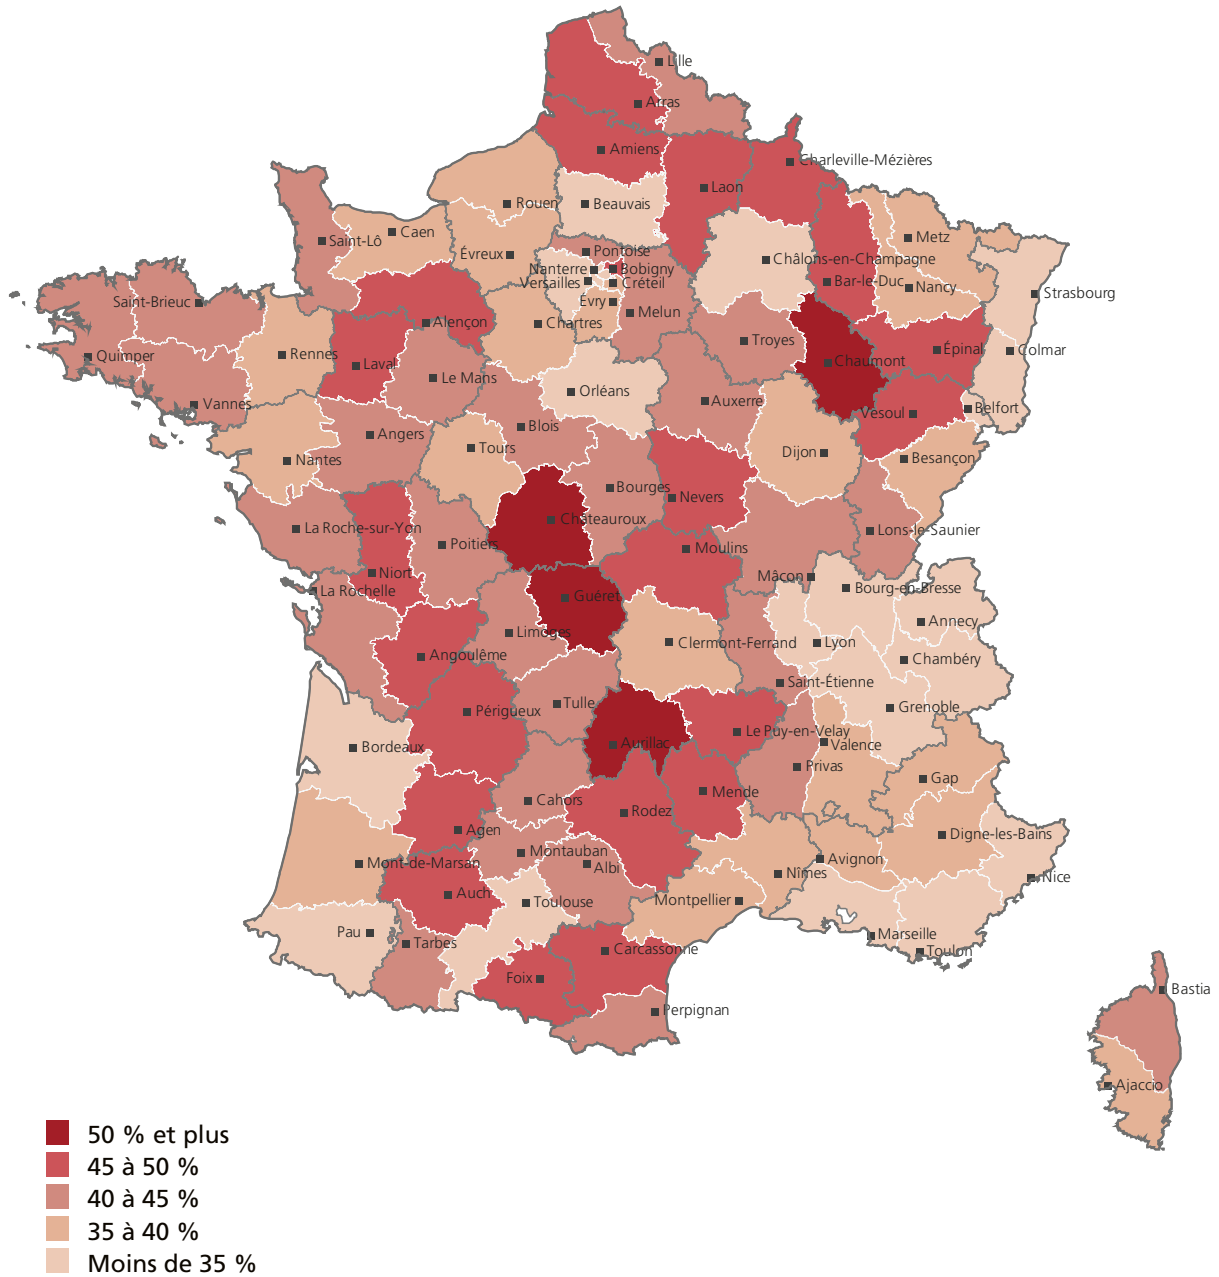 Lille
Arras
Amiens
Charleville-Mézières
Laon
Rouen
Beauvais
Caen
Saint-Lô
Metz
Évreux
Pontoise
Châlons-en-Champagne
Nanterre
Bobigny
Versailles
Créteil
Bar-le-Duc
Nancy
Strasbourg
Évry
Saint-Brieuc
Melun
Alençon
Chartres
Troyes
Épinal
Colmar
Quimper
Rennes
Laval
Chaumont
Le Mans
Orléans
Vannes
Auxerre
Vesoul
Belfort
Blois
Angers
Tours
Dijon
Nantes
Besançon
Bourges
Nevers
Châteauroux
La Roche-sur-Yon
Lons-le-Saunier
Poitiers
Moulins
Niort
Mâcon
La Rochelle
Bourg-en-Bresse
Guéret
Annecy
Limoges
Clermont-Ferrand
Lyon
Angoulême
Chambéry
Saint-Étienne
Tulle
Périgueux
Grenoble
Le Puy-en-Velay
Aurillac
Valence
Bordeaux
Privas
Gap
Mende
Cahors
Rodez
Agen
Digne-les-Bains
Montauban
Avignon
Mont-de-Marsan
Albi
Nîmes
Nice
Auch
Toulouse
Montpellier
Pau
Marseille
Tarbes
Carcassonne
Toulon
Foix
Bastia
Perpignan
Ajaccio
50 % et plus
45 à 50 %
40 à 45 %
35 à 40 %
Moins de 35 %